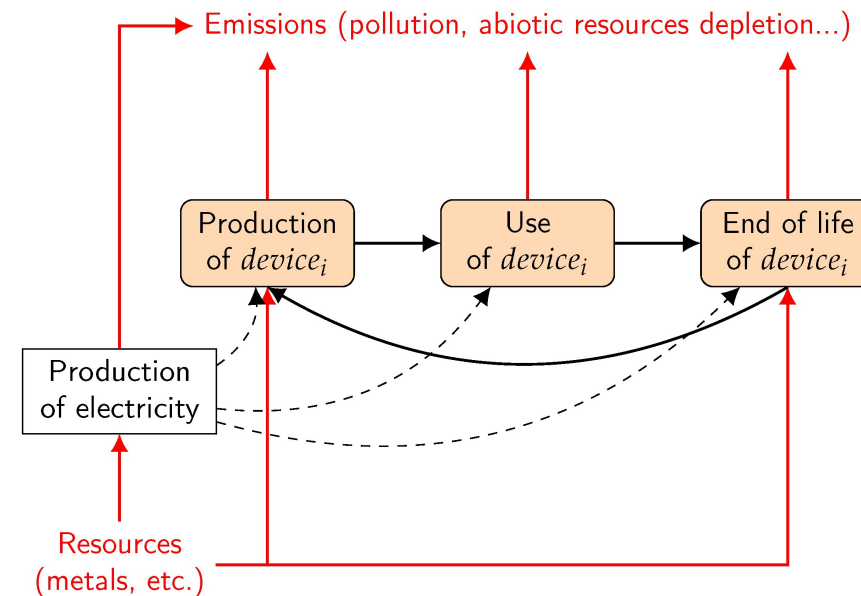 Emissions (pollution, abiotic resources depletion...)
Production
of device_i
Use
of device_i
End of life
of device_i
Production
of electricity
Resources
(metals, etc.)